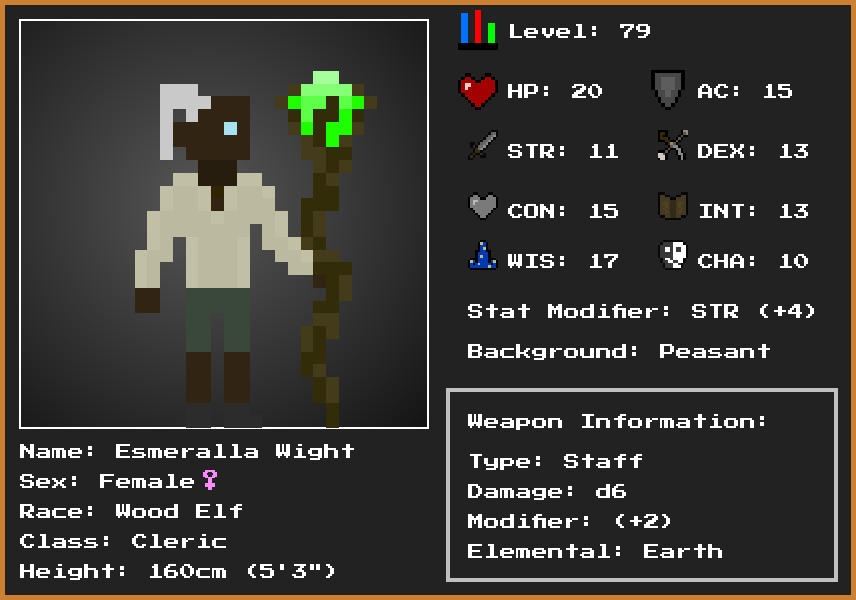 Level: 79
HP: 20 AC: 15
STR: 11 DEX: 13
CON: 15 INT: 13
WIS: 17 CHA: 10
Stat Modifier: STR (+4)
Background: Peasant
Weapon Information:
Type: Staff
Damage: d6
Modifier: (+2)
Elemental: Earth
Name: Esmeralla Wight
Sex: Female♀
Race: Wood Elf
Class: Cleric
Height: 160cm (5'3")